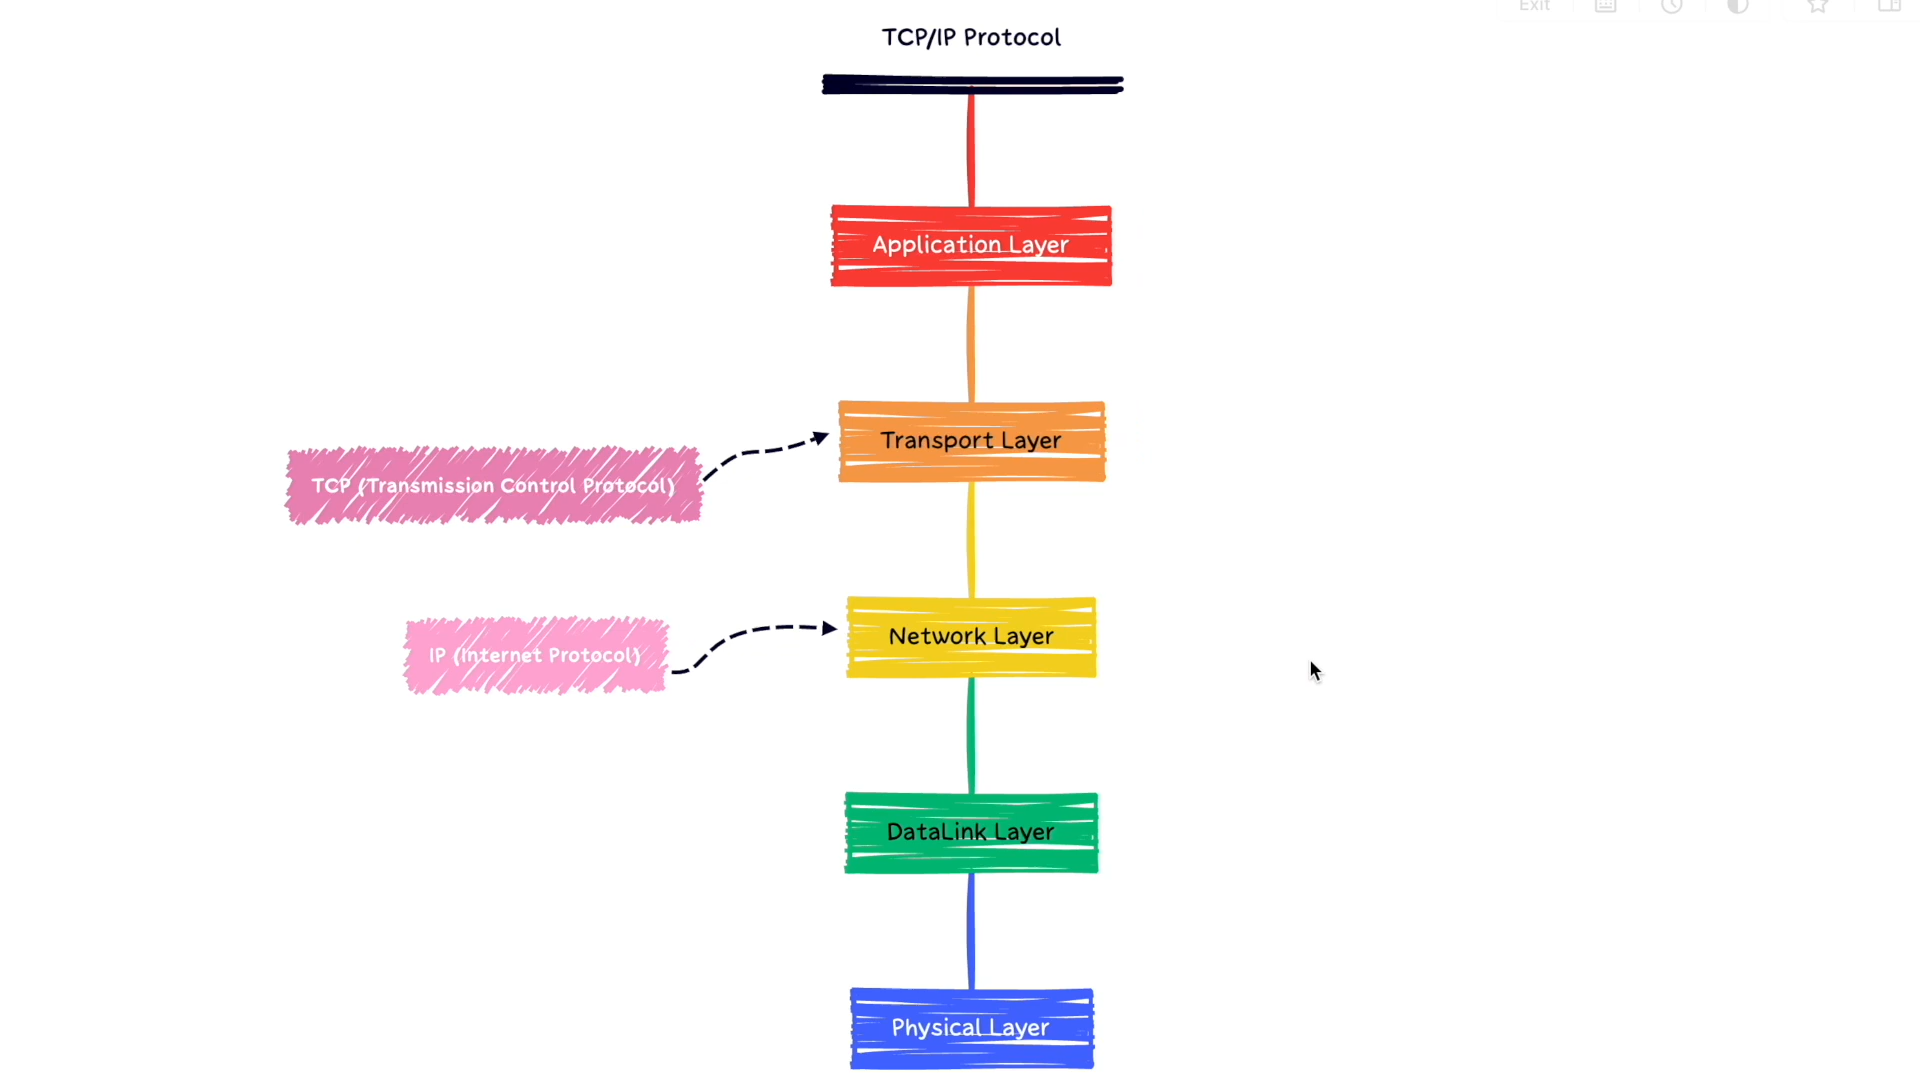 Exit
TCP/IP Protocol
Application Layer
Transport Layer
TCP (Transmission Control Protocol)
Network Layer
IP (Internet Protocol)
DataLink Layer
Physical Layer